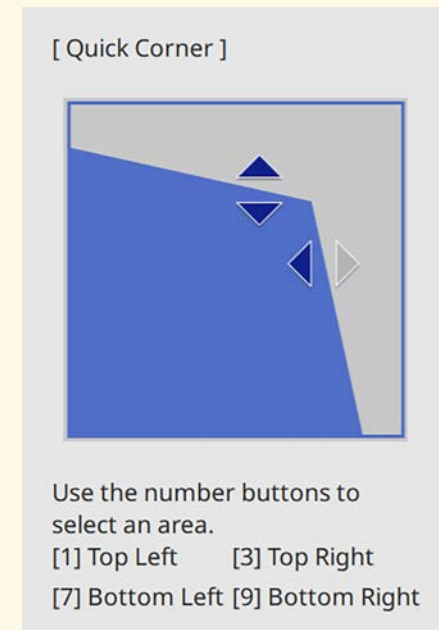 [ Quick Corner ]
Use the number buttons to
select an area.
[1] Top Left [3] Top Right
[7] Bottom Left [9] Bottom Right